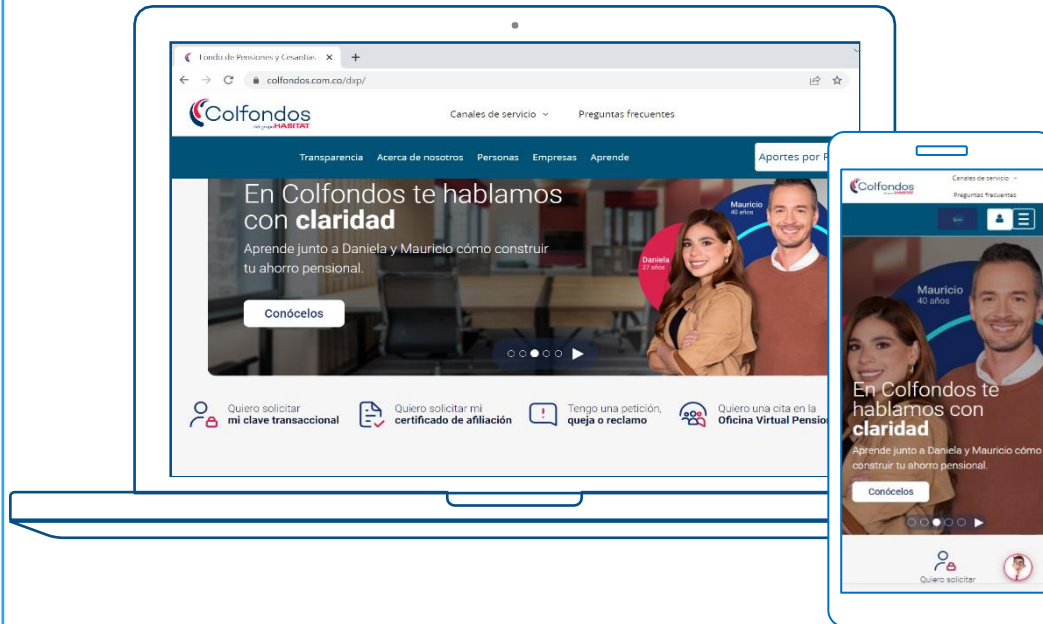 Fondo de Pensiones y Cesantías
colfondos.com.co/dxp/
Colfondos
del grupo HABITAT
Canales de servicio
Preguntas frecuentes
Transparencia Acerca de nosotros Personas Empresas Aprende
Aportes por
En Colfondos te hablamos
con claridad
Aprende junto a Daniela y Mauricio cómo construir
tu ahorro pensional.
Conócelos
Mauricio
40 años
Daniela
27 años
Quiero solicitar
mi clave transaccional
Quiero solicitar mi
certificado de afiliación
Tengo una petición,
queja o reclamo
Quiero una cita en la
Oficina Virtual Pensio
Colfondos
Canales de servicio
Preguntas frecuentes
Mauricio
40 años
En Colfondos te
hablamos con
claridad
Aprende junto a Daniela y Mauricio cómo
construir tu ahorro pensional.
Conócelos
Quiero solicitar